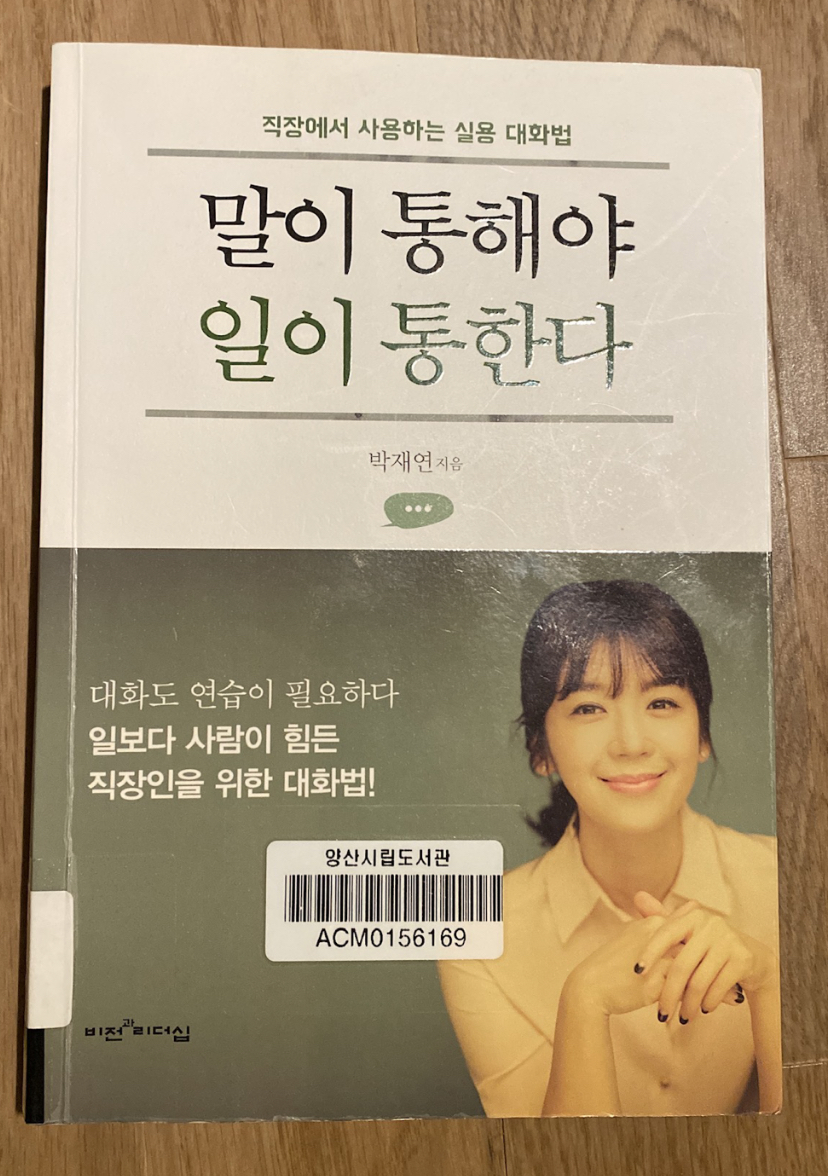 직장에서 사용하는 실용 대화법
말이 통해야
일이 통한다
박재연 지음
대화도 연습이 필요하다
일보다 사람이 힘든
직장인을 위한 대화법!
양산시립도서관
ACM0156169
비전과리더십